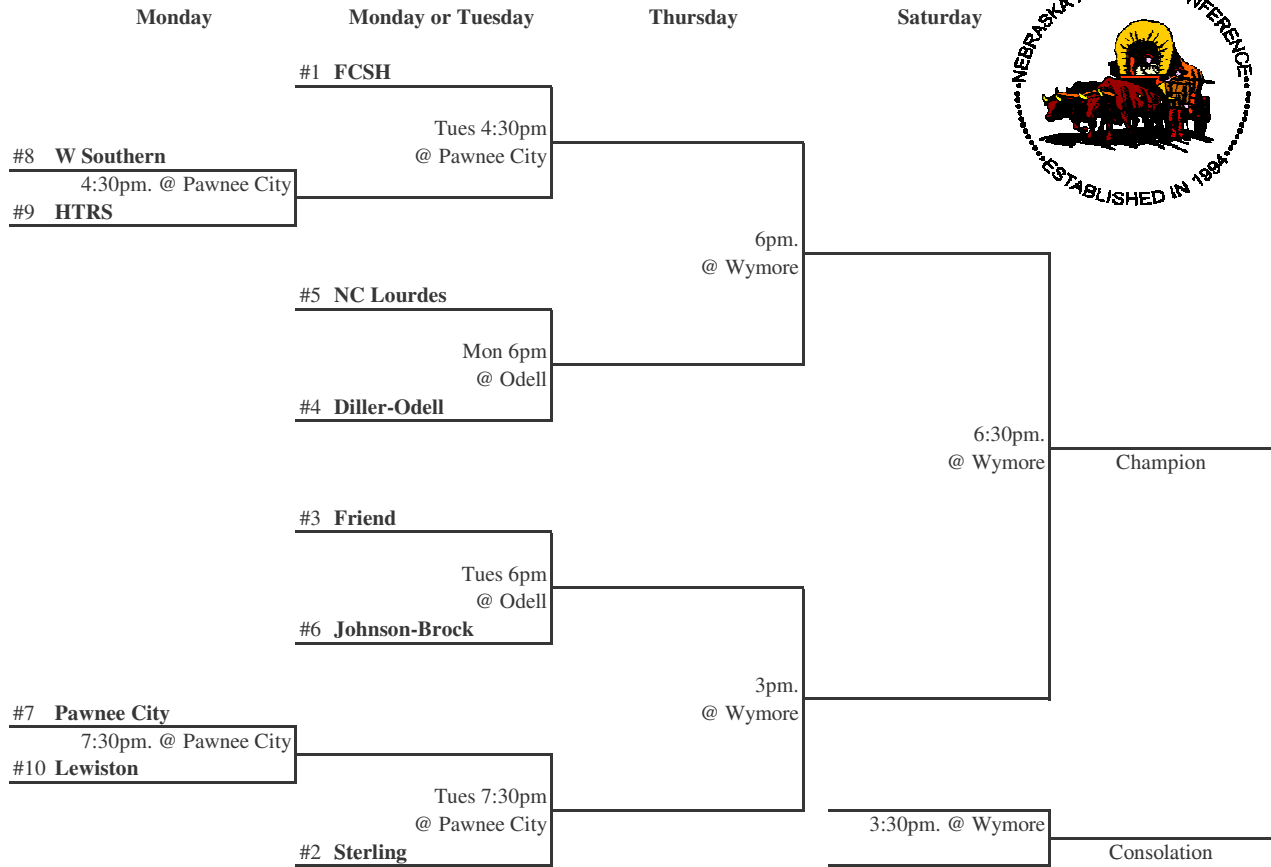 Monday Monday or Tuesday Thursday Saturday
NEBRASKA
FERENCE
ESTABLISHED IN 1994
#1 FCSH
Tues 4:30pm
@ Pawnee City
#8 W Southern
4:30pm. @ Pawnee City
#9 HTRS
6pm.
@ Wymore
#5 NC Lourdes
Mon 6pm
@ Odell
#4 Diller-Odell
6:30pm.
@ Wymore
Champion
#3 Friend
Tues 6pm
@ Odell
#6 Johnson-Brock
3pm.
@ Wymore
#7 Pawnee City
7:30pm. @ Pawnee City
#10 Lewiston
Tues 7:30pm
@ Pawnee City
#2 Sterling
3:30pm. @ Wymore
Consolation